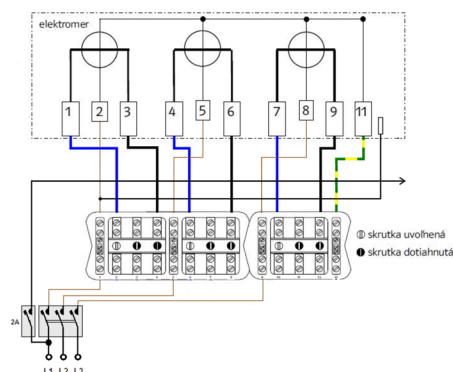 elektromer
1 2 3 4 5 6 7 8 9 11
skrutka uvoľnená
skrutka dotiahnutá
2A
L1 L2 L3